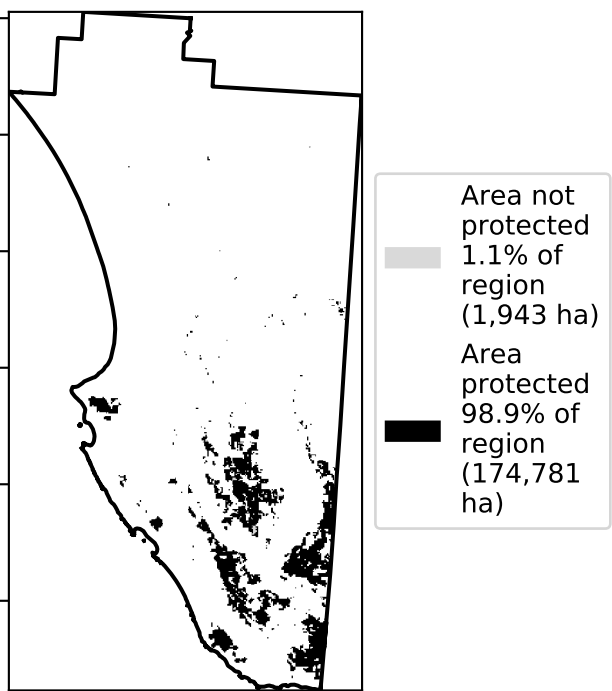 Area not
protected
1.1% of
region
(1,943 ha)
Area
protected
98.9% of
region
(174,781
ha)